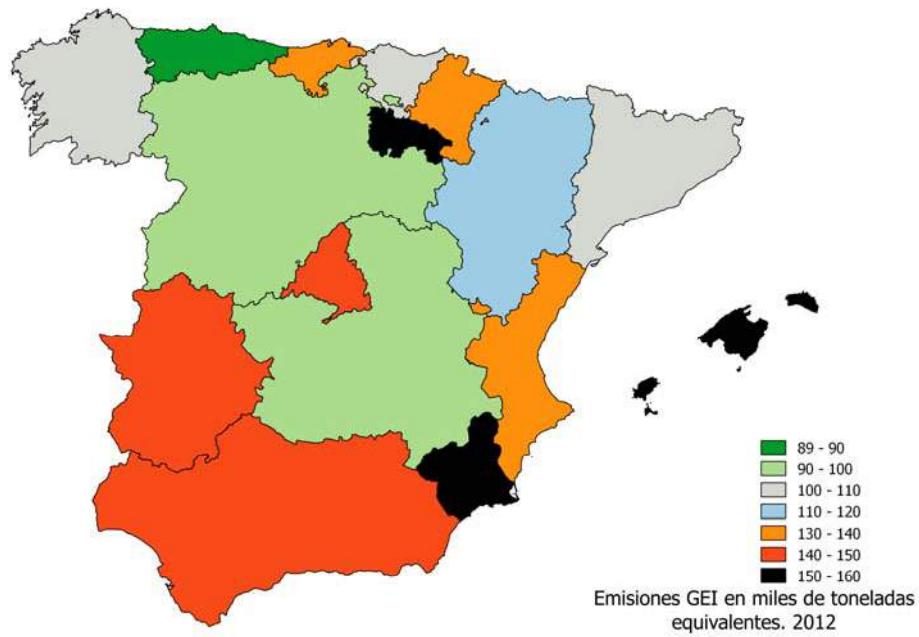 89 - 90
90 - 100
100 - 110
110 - 120
130 - 140
140 - 150
150 - 160
Emisiones GEI en miles de toneladas
equivalentes. 2012